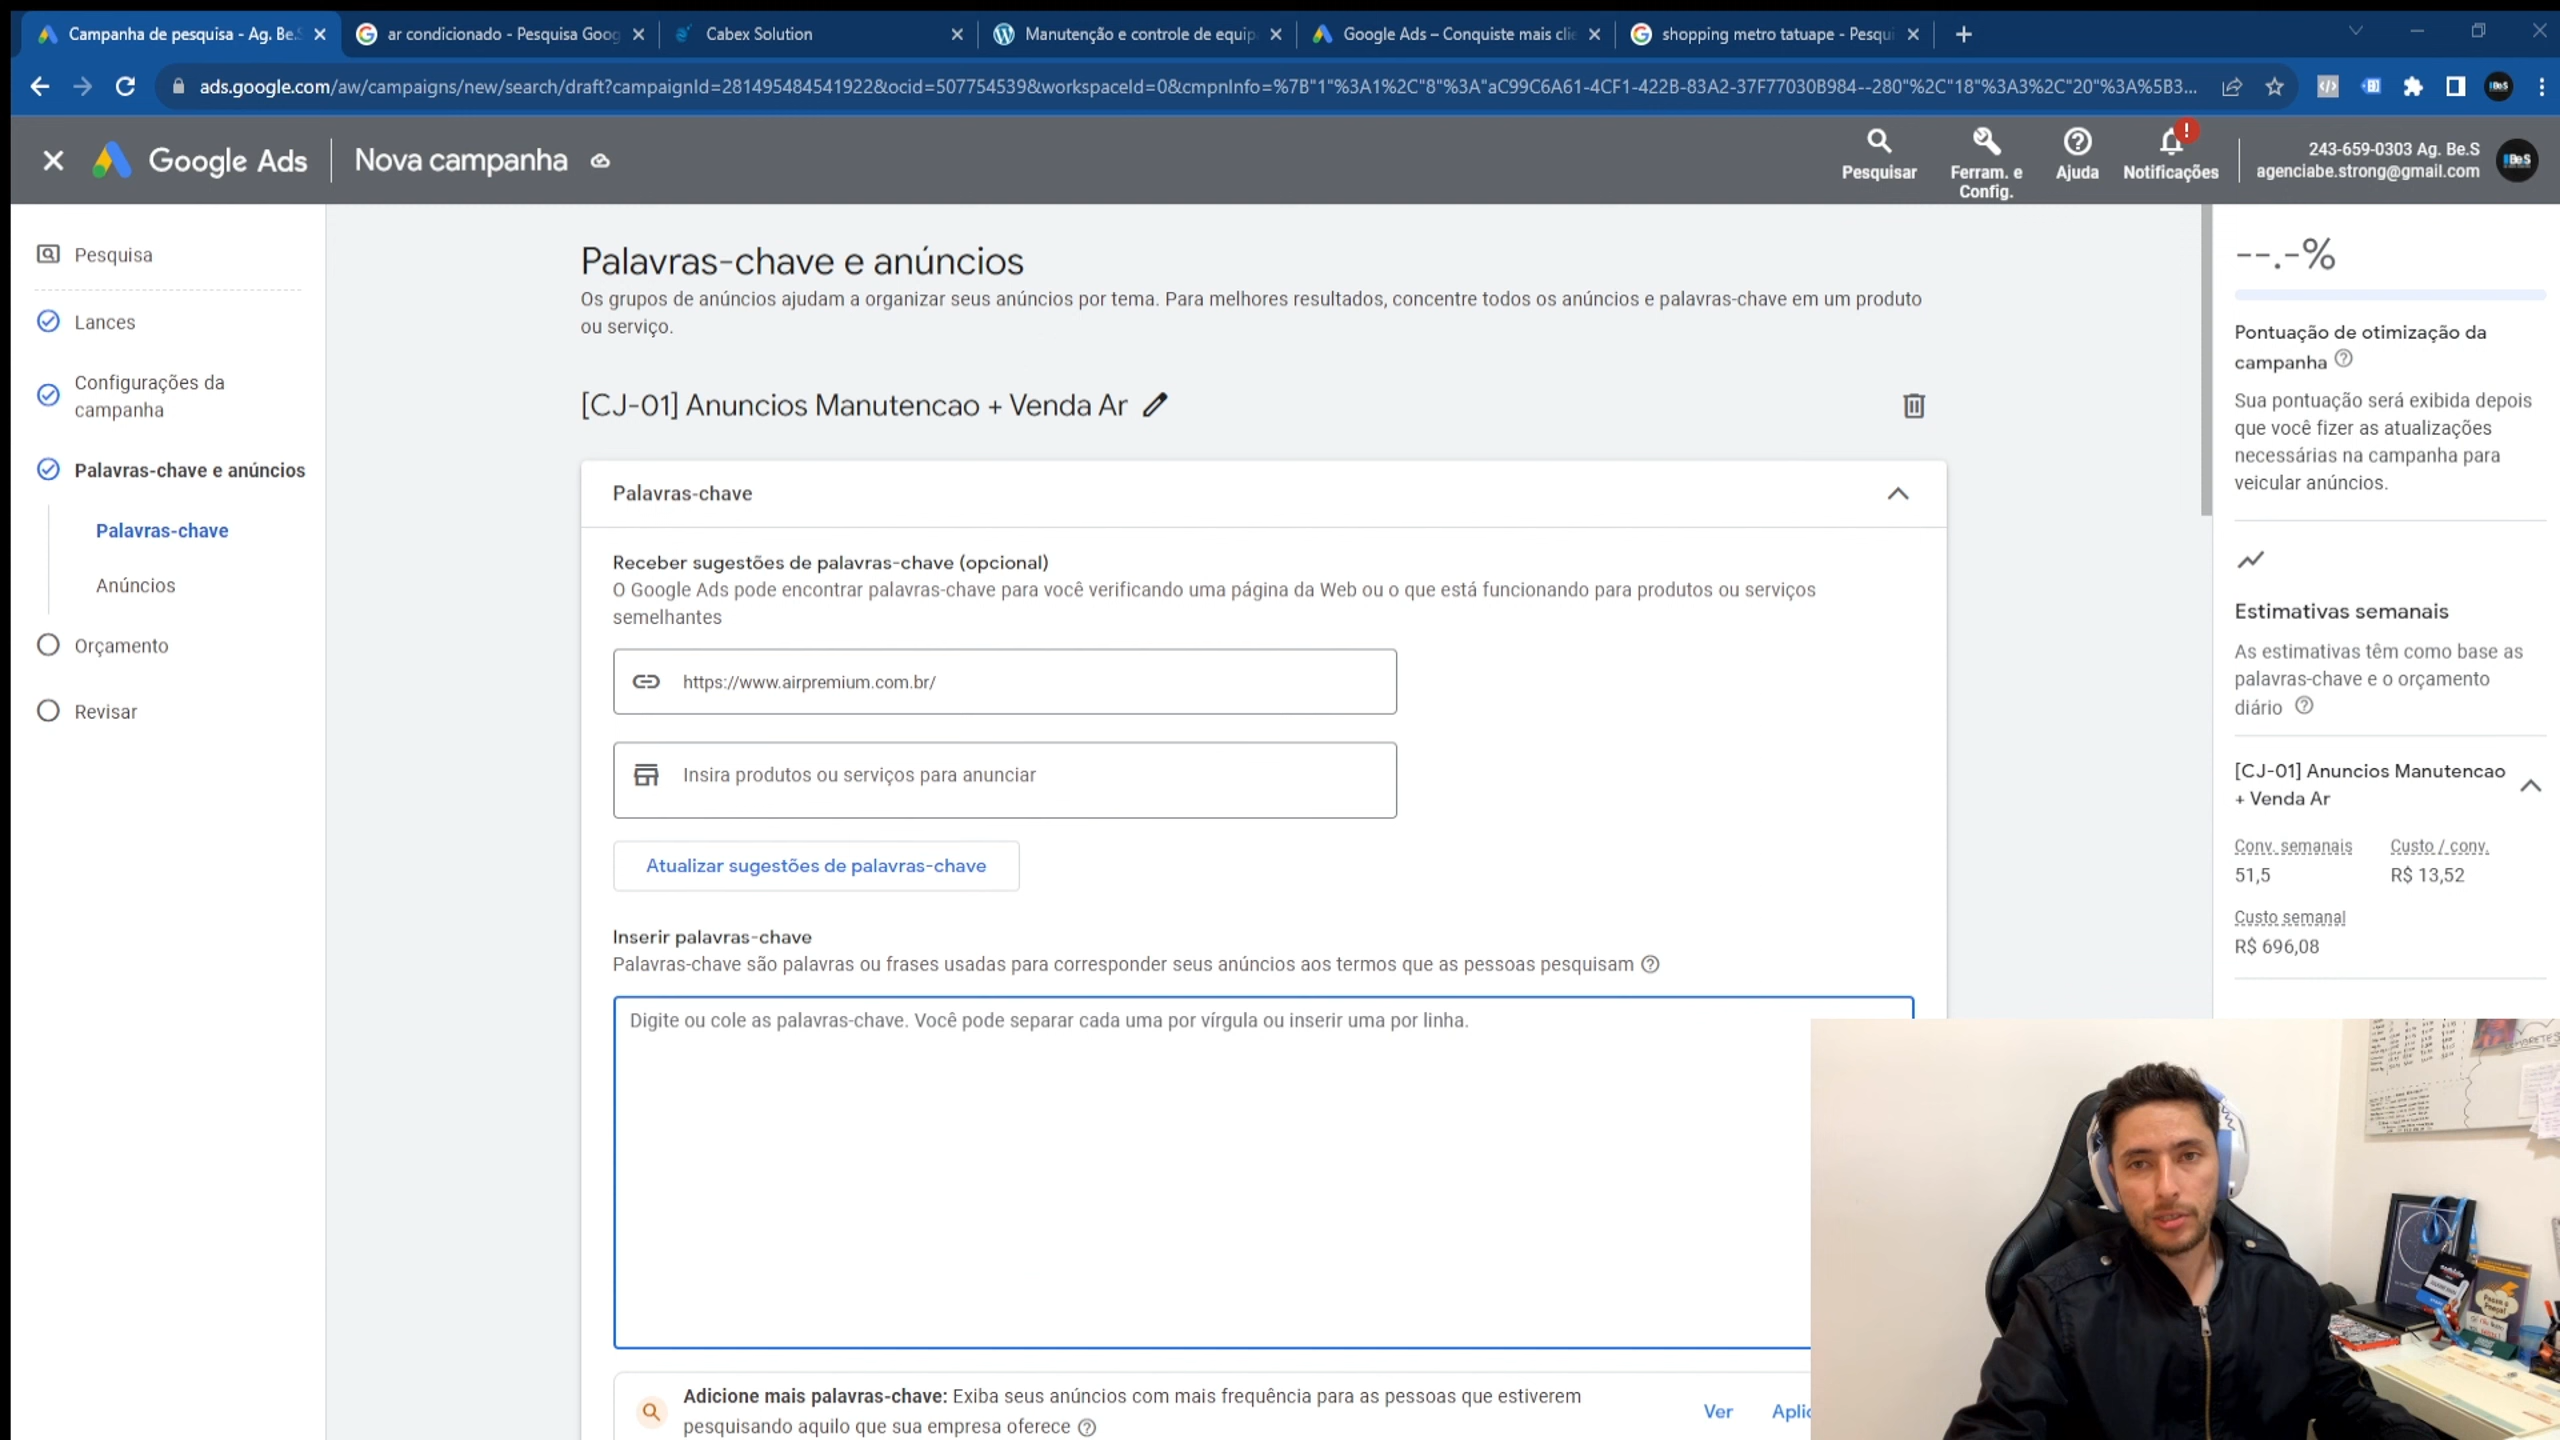 Campanha de pesquisa - Ag. Be.S
ar condicionado - Pesquisa Goog
Cabex Solution
Manutenção e controle de equip
Google Ads – Conquiste mais clie
shopping metro tatuape - Pesqui
ads.google.com/aw/campaigns/new/search/draft?campaignId=281495484541922&ocid=507754539&workspaceId=0&cmpnInfo=%7B"1"%3A1%2C"8"%3A"aC99C6A61-4CF1-422B-83A2-37F77030B984--280"%2C"18"%3A3%2C"20"%3A%5B3...
Google Ads
Nova campanha
Pesquisar
Ferram. e
Config.
Ajuda
!
Notificações
243-659-0303 Ag. Be.S
agenciabe.strong@gmail.com
Be.S
Pesquisa
Lances
Configurações da
campanha
Palavras-chave e anúncios
Palavras-chave
Anúncios
Orçamento
Revisar
Palavras-chave e anúncios
Os grupos de anúncios ajudam a organizar seus anúncios por tema. Para melhores resultados, concentre todos os anúncios e palavras-chave em um produto
ou serviço.
[CJ-01] Anuncios Manutencao + Venda Ar
Palavras-chave
Receber sugestões de palavras-chave (opcional)
O Google Ads pode encontrar palavras-chave para você verificando uma página da Web ou o que está funcionando para produtos ou serviços
semelhantes
https://www.airpremium.com.br/
Insira produtos ou serviços para anunciar
Atualizar sugestões de palavras-chave
Inserir palavras-chave
Palavras-chave são palavras ou frases usadas para corresponder seus anúncios aos termos que as pessoas pesquisam
Digite ou cole as palavras-chave. Você pode separar cada uma por vírgula ou inserir uma por linha.
Adicione mais palavras-chave: Exiba seus anúncios com mais frequência para as pessoas que estiverem
pesquisando aquilo que sua empresa oferece
Ver
Aplic
--.-%
Pontuação de otimização da
campanha
Sua pontuação será exibida depois
que você fizer as atualizações
necessárias na campanha para
veicular anúncios.
Estimativas semanais
As estimativas têm como base as
palavras-chave e o orçamento
diário
[CJ-01] Anuncios Manutencao
+ Venda Ar
Conv. semanais
Custo / conv.
51,5
R$ 13,52
Custo semanal
R$ 696,08